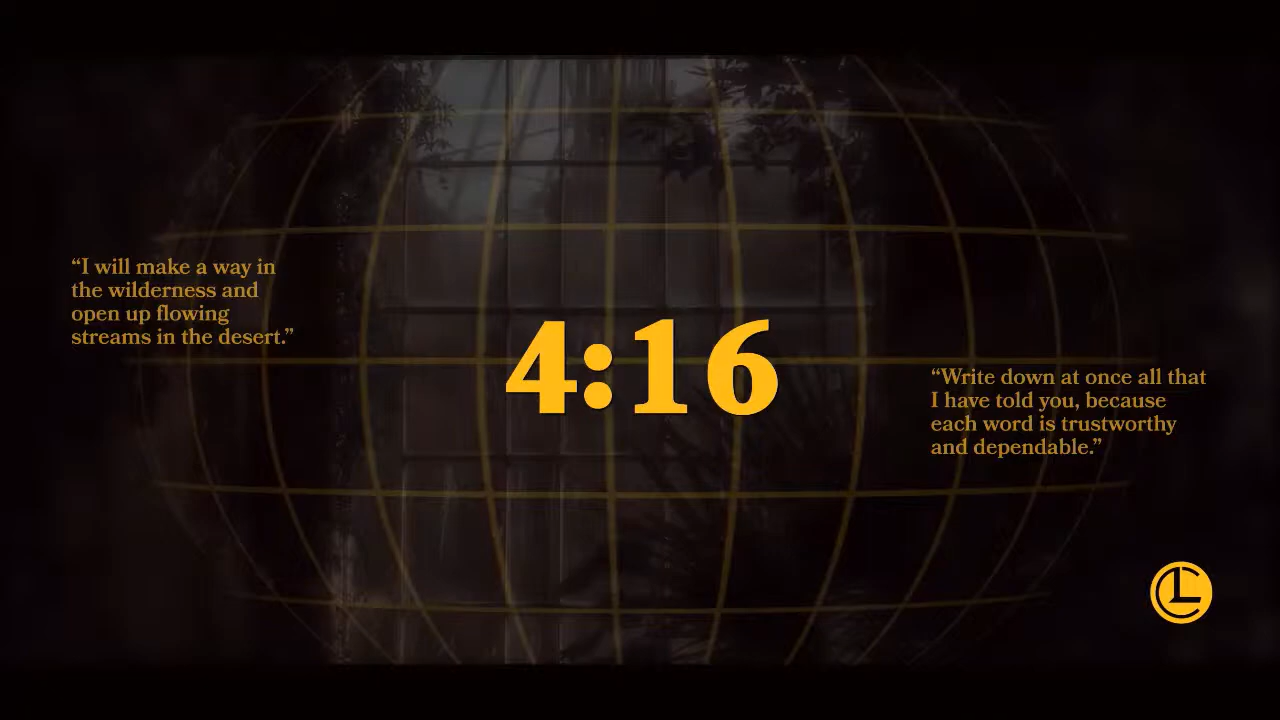 “I will make a way in
the wilderness and
open up flowing
streams in the desert.”
4:16
“Write down at once all that
I have told you, because
each word is trustworthy
and dependable.”
LC